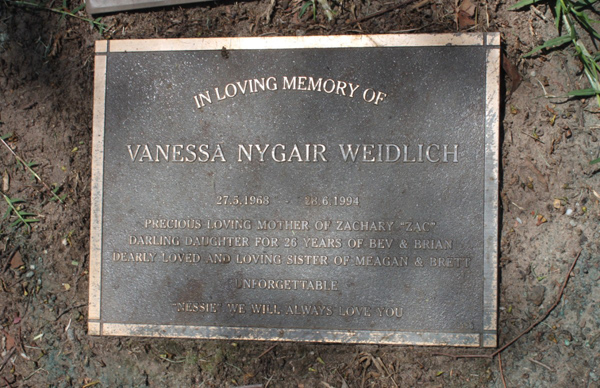 IN LOVING MEMORY OF
VANESSA NYGAIR WEIDLICH
27.5.1968 - 18.6.1994
PRECIOUS LOVING MOTHER OF ZACHARY "ZAC"
DARLING DAUGHTER FOR 26 YEARS OF BEV & BRIAN
DEARLY LOVED AND LOVING SISTER OF MEAGAN & BRETT
UNFORGETTABLE
"NESSIE" WE WILL ALWAYS LOVE YOU